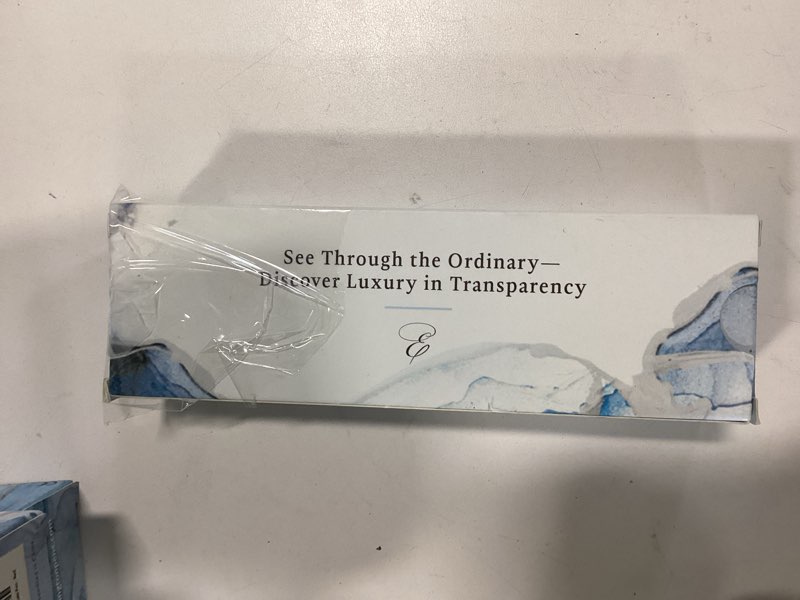 See Through the Ordinary—
Discover Luxury in Transparency
E